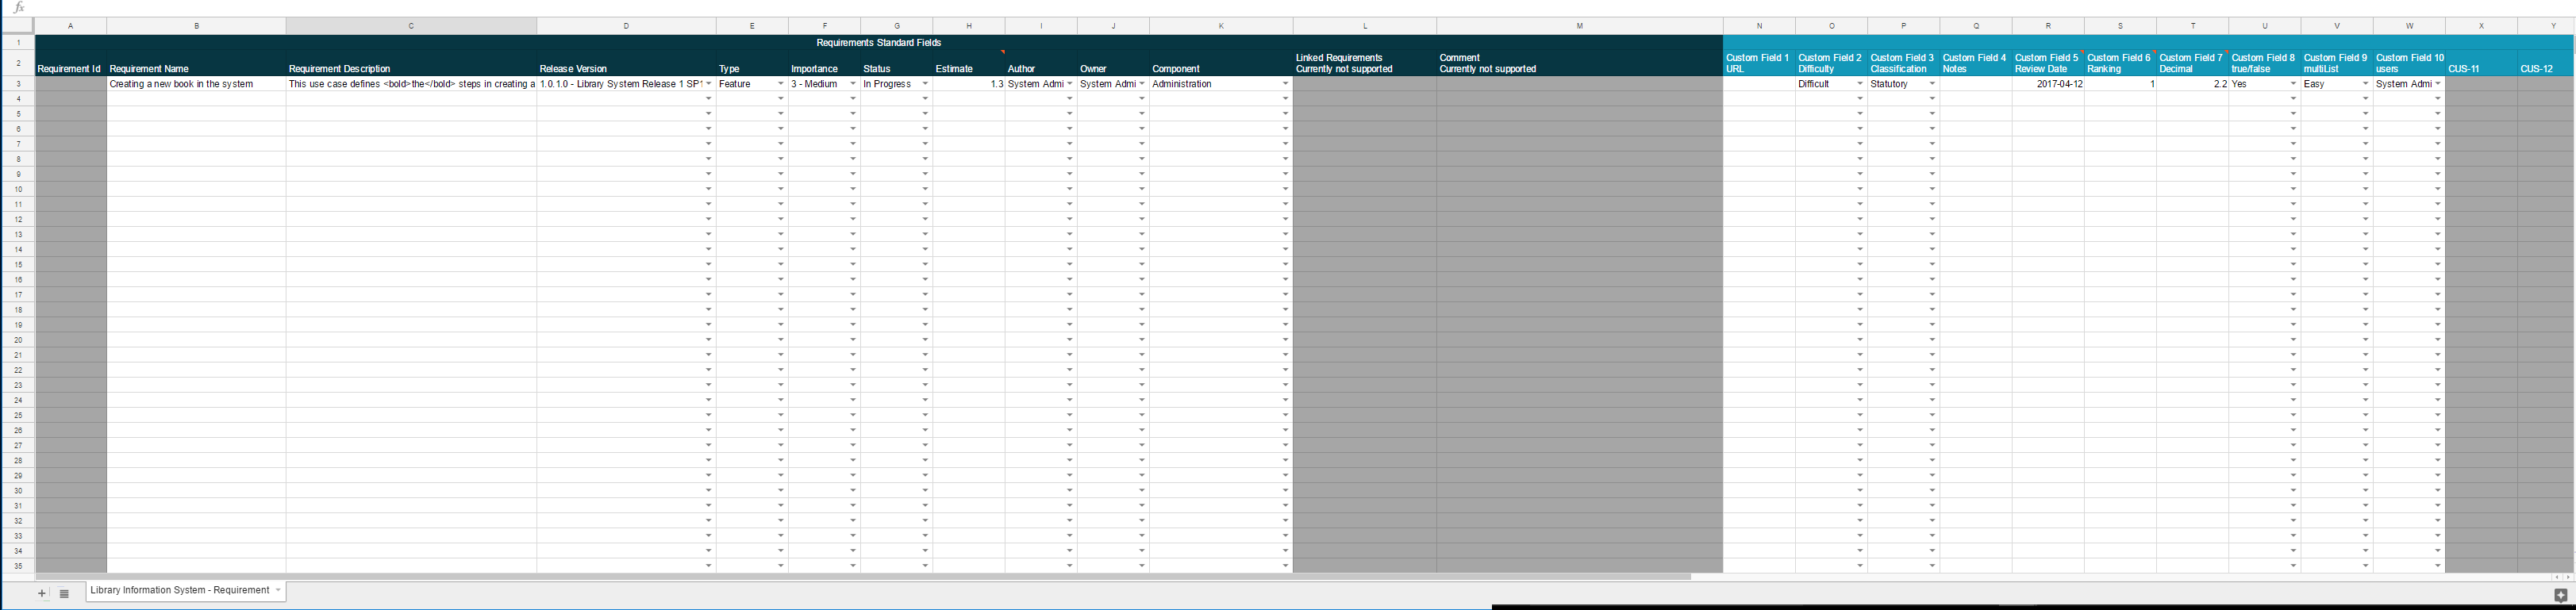 fx
A B C D E F G H I J K L M N O P Q R S T U V W X Y
1 Requirements Standard Fields
2 Requirement Id Requirement Name Requirement Description Release Version Type Importance Status Estimate Author Owner Component
Linked Requirements
Currently not supported
Comment
Currently not supported
Custom Field 1
URL
Custom Field 2
Difficulty
Custom Field 3
Classification
Custom Field 4
Notes
Custom Field 5
Review Date
Custom Field 6
Ranking
Custom Field 7
Decimal
Custom Field 8
true/false
Custom Field 9
multiList
Custom Field 10
users
CUS-11 CUS-12
3 Creating a new book in the system This use case defines <bold>the</bold> steps in creating a 1.0.1.0 - Library System Release 1 SP1 Feature 3 - Medium In Progress 1.3 System Admi System Admi Administration Difficult Statutory 2017-04-12 1 2.2 Yes Easy System Admi
4
5
6
7
8
9
10
11
12
13
14
15
16
17
18
19
20
21
22
23
24
25
26
27
28
29
30
31
32
33
34
35
Library Information System - Requirement